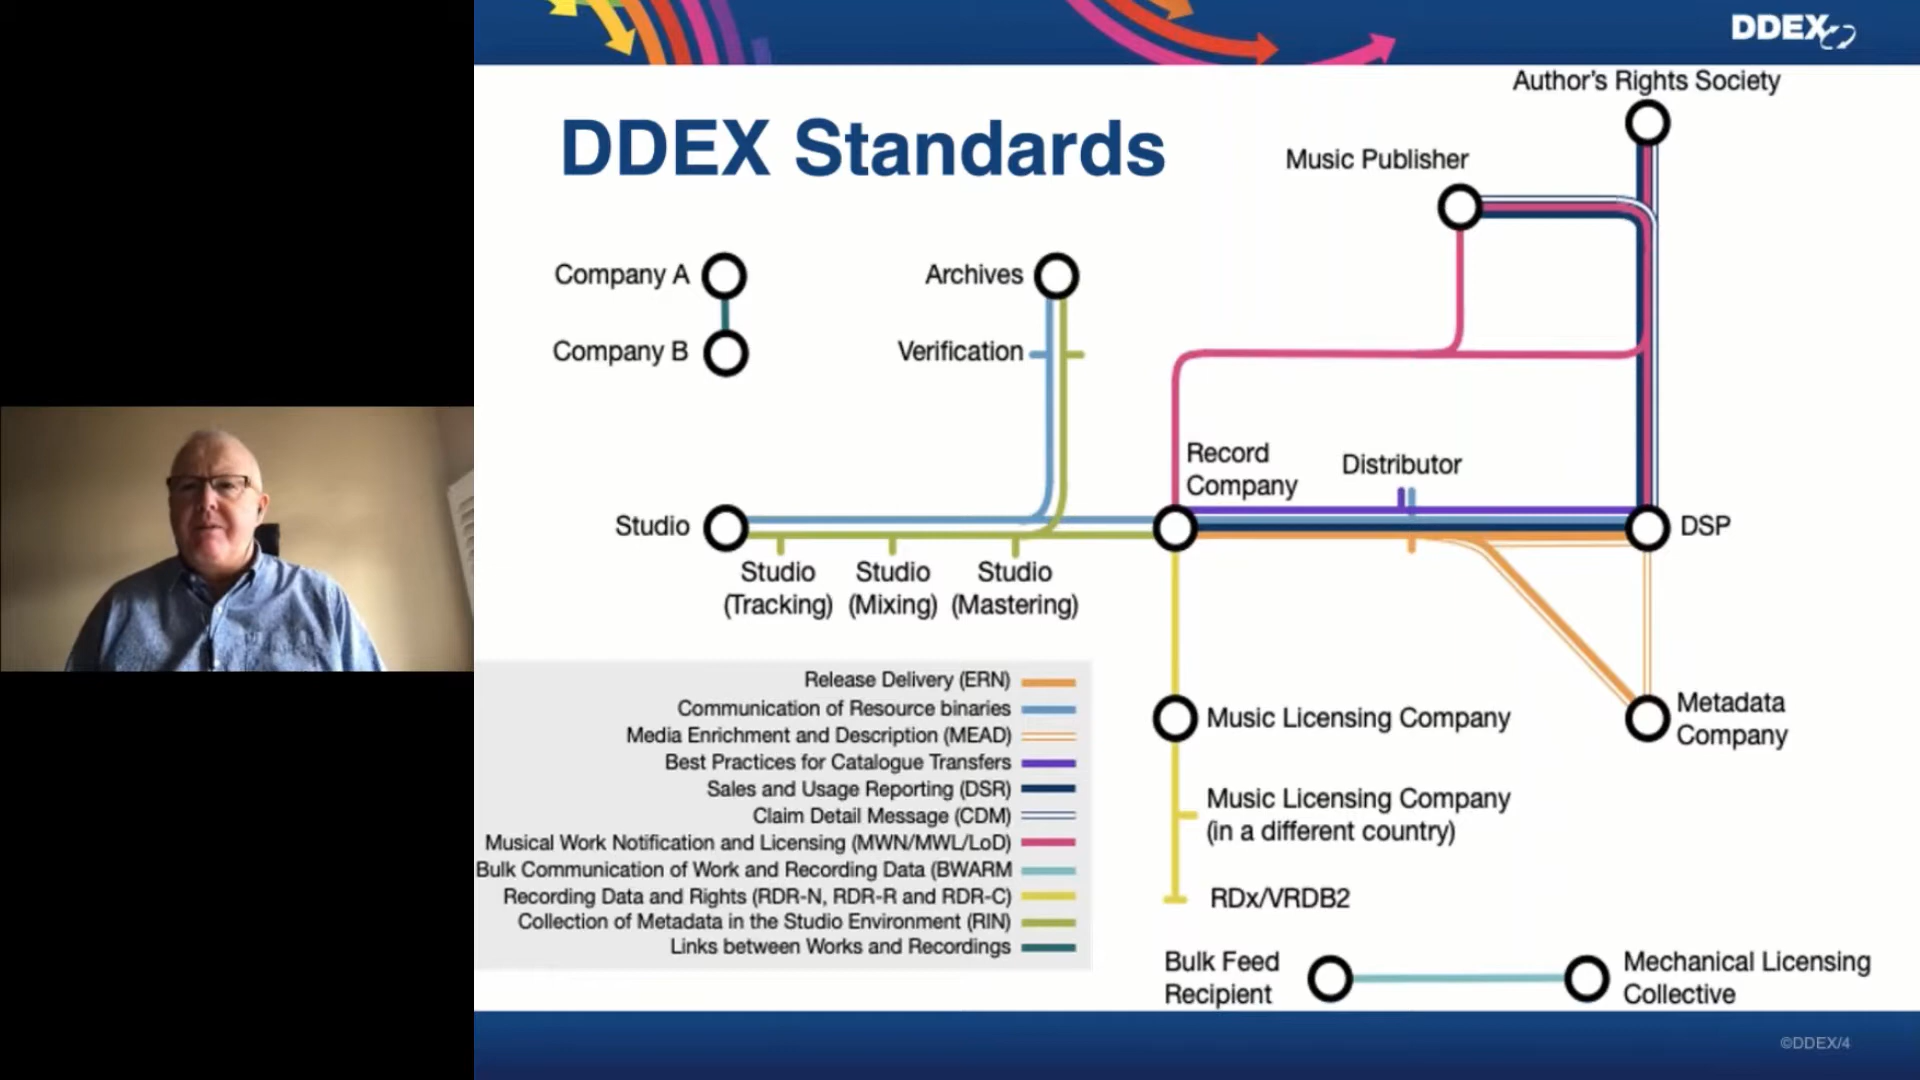 DDEX
Author's Rights Society
DDEX Standards
Music Publisher
Company A
Archives
Company B
Verification
Record
Company
Distributor
Studio
DSP
Studio
(Tracking)
Studio
(Mixing)
Studio
(Mastering)
Release Delivery (ERN)
Communication of Resource binaries
Media Enrichment and Description (MEAD)
Best Practices for Catalogue Transfers
Sales and Usage Reporting (DSR)
Claim Detail Message (CDM)
Musical Work Notification and Licensing (MWN/MWL/LoD)
Bulk Communication of Work and Recording Data (BWARM
Recording Data and Rights (RDR-N, RDR-R and RDR-C)
Collection of Metadata in the Studio Environment (RIN)
Links between Works and Recordings
Music Licensing Company
Metadata
Company
Music Licensing Company
(in a different country)
RDx/VRDB2
Bulk Feed
Recipient
Mechanical Licensing
Collective
©DDEX/4